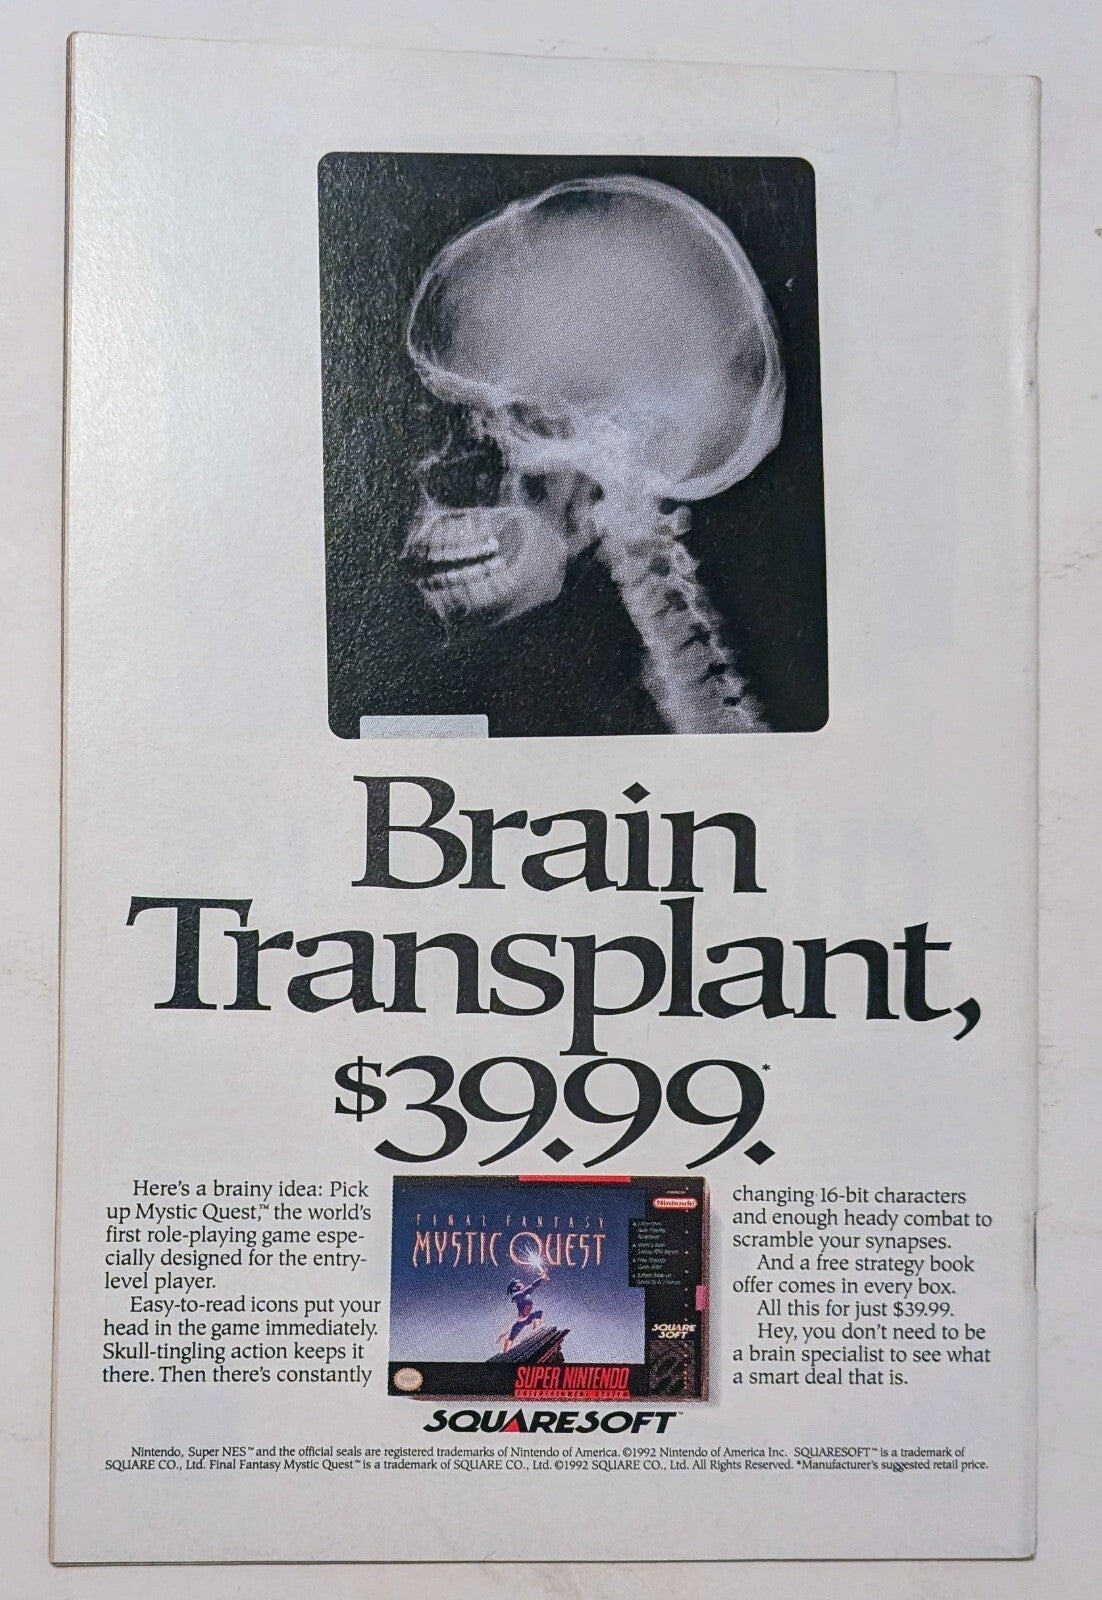 Brain
Transplant,
$39.99.*
Here's a brainy idea: Pick
up Mystic Quest,™ the world's
first role-playing game espe-
cially designed for the entry-
level player.
Easy-to-read icons put your
head in the game immediately.
Skull-tingling action keeps it
there. Then there's constantly
FINAL FANTASY
MYSTIC QUEST
Nintendo
SQUARE
SOFT
SUPER NINTENDO
ENTERTAINMENT SYSTEM
changing 16-bit characters
and enough heady combat to
scramble your synapses.
And a free strategy book
offer comes in every box.
All this for just $39.99.
Hey, you don't need to be
a brain specialist to see what
a smart deal that is.
SQUARESOFT™
Nintendo, Super NES™ and the official seals are registered trademarks of Nintendo of America. ©1992 Nintendo of America Inc. SQUARESOFT™ is a trademark of
SQUARE CO., Ltd. Final Fantasy Mystic Quest™ is a trademark of SQUARE CO., Ltd. ©1992 SQUARE CO., Ltd. All Rights Reserved. *Manufacturer's suggested retail price.